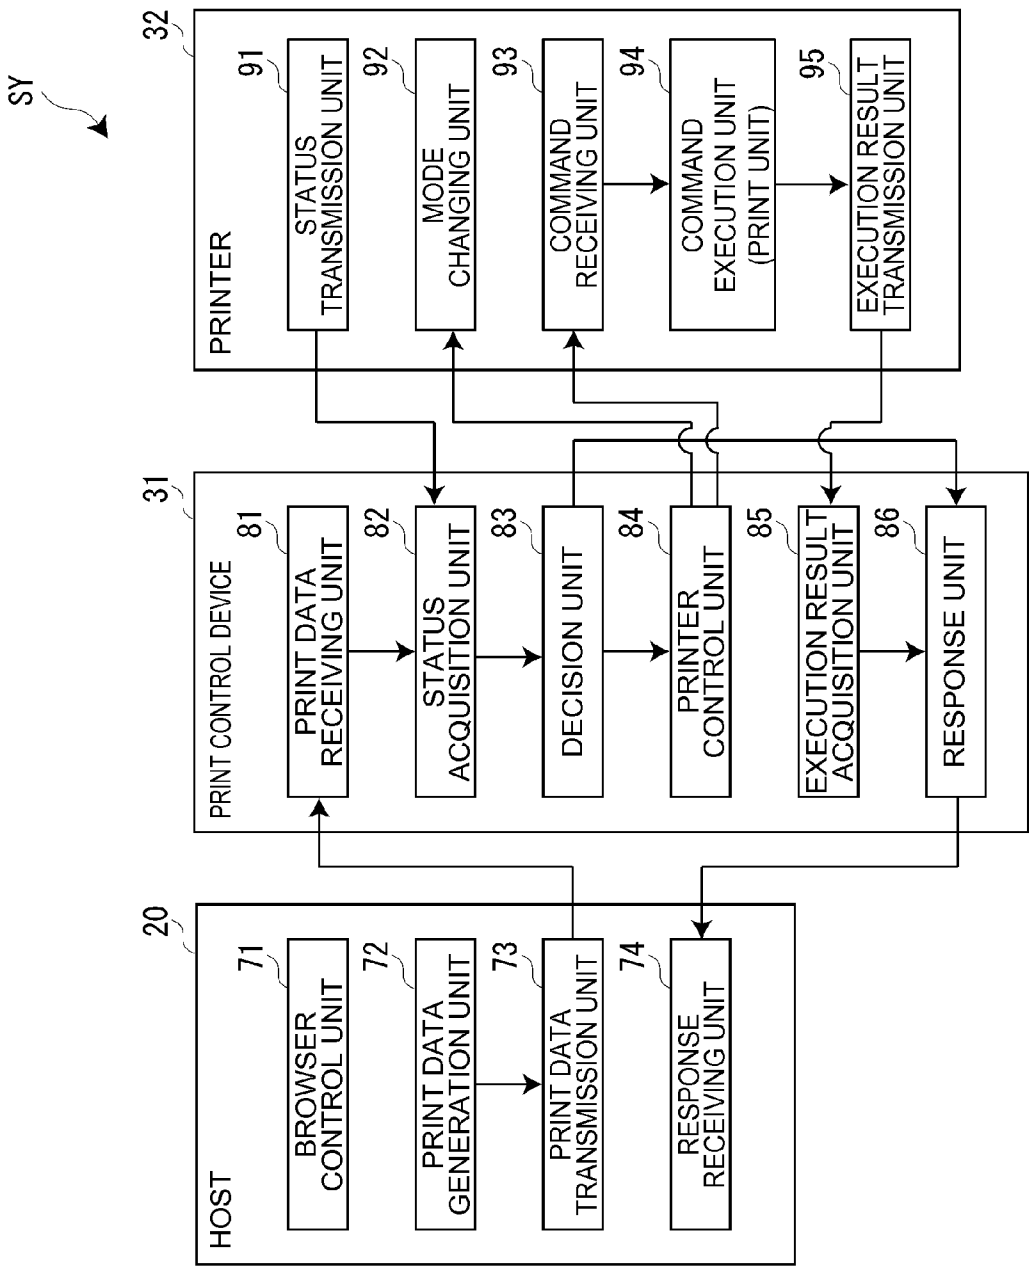 SY
20
HOST
71
BROWSER
CONTROL UNIT
72
PRINT DATA
GENERATION UNIT
73
PRINT DATA
TRANSMISSION UNIT
74
RESPONSE
RECEIVING UNIT
31
PRINT CONTROL DEVICE
81
PRINT DATA
RECEIVING UNIT
82
STATUS
ACQUISITION UNIT
83
DECISION UNIT
84
PRINTER
CONTROL UNIT
85
EXECUTION RESULT
ACQUISITION UNIT
86
RESPONSE UNIT
32
PRINTER
91
STATUS
TRANSMISSION UNIT
92
MODE
CHANGING UNIT
93
COMMAND
RECEIVING UNIT
94
COMMAND
EXECUTION UNIT
(PRINT UNIT)
95
EXECUTION RESULT
TRANSMISSION UNIT